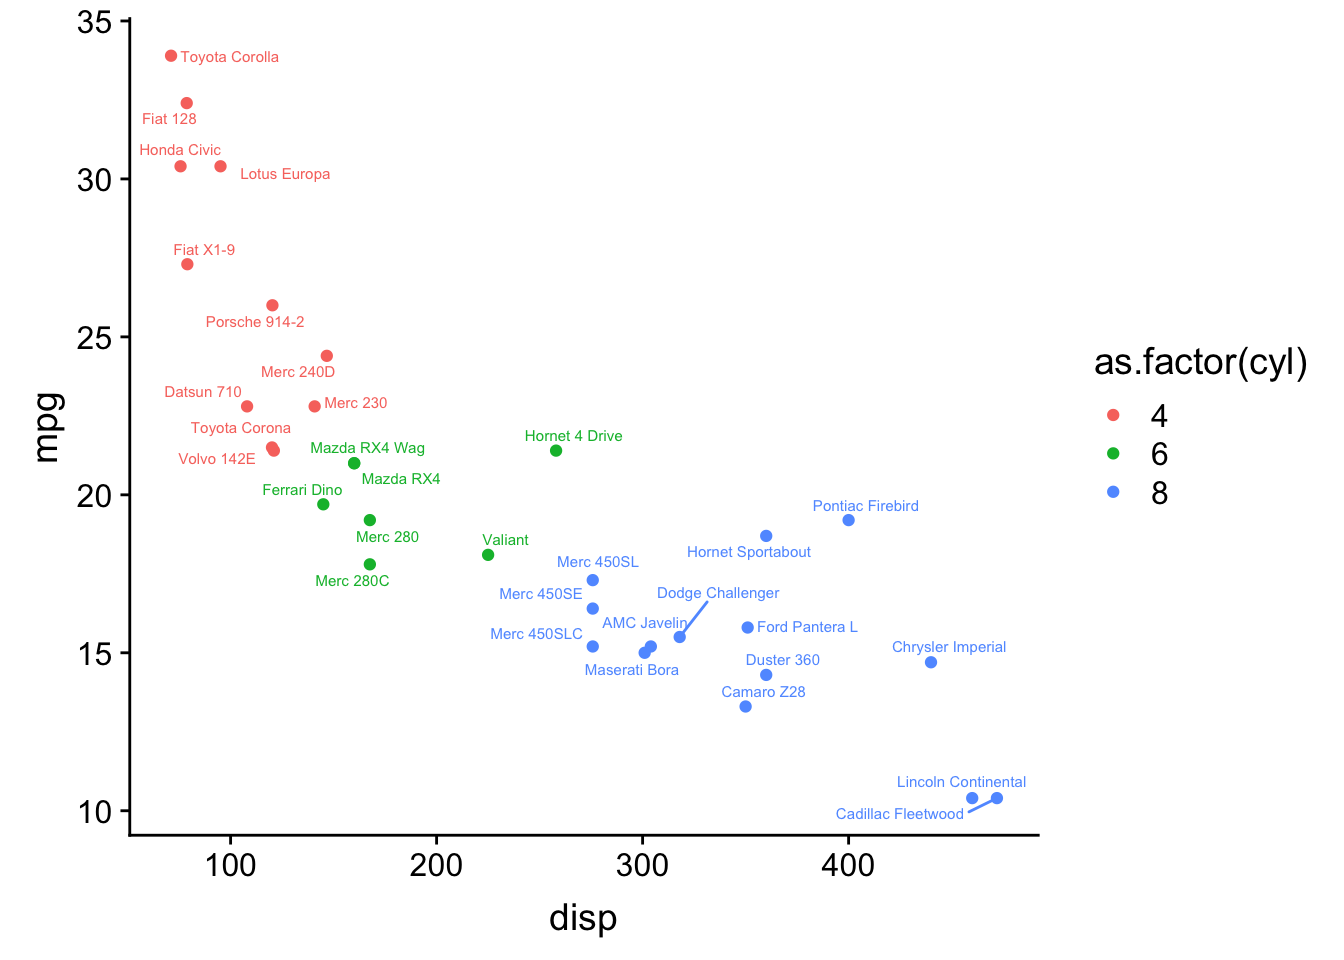 35
Toyota Corolla
Fiat 128
Honda Civic
Lotus Europa
30
Fiat X1-9
Porsche 914-2
25
Merc 240D
Datsun 710
Merc 230
Toyota Corona
Hornet 4 Drive
Mazda RX4 Wag
Volvo 142E
Mazda RX4
Ferrari Dino
20
Pontiac Firebird
Merc 280
Valiant
Hornet Sportabout
Merc 450SL
Merc 280C
Merc 450SE
Dodge Challenger
AMC Javelin
Ford Pantera L
Merc 450SLC
Chrysler Imperial
15
Duster 360
Maserati Bora
Camaro Z28
Lincoln Continental
10
Cadillac Fleetwood
100 200 300 400
disp
mpg
as.factor(cyl)
4
6
8